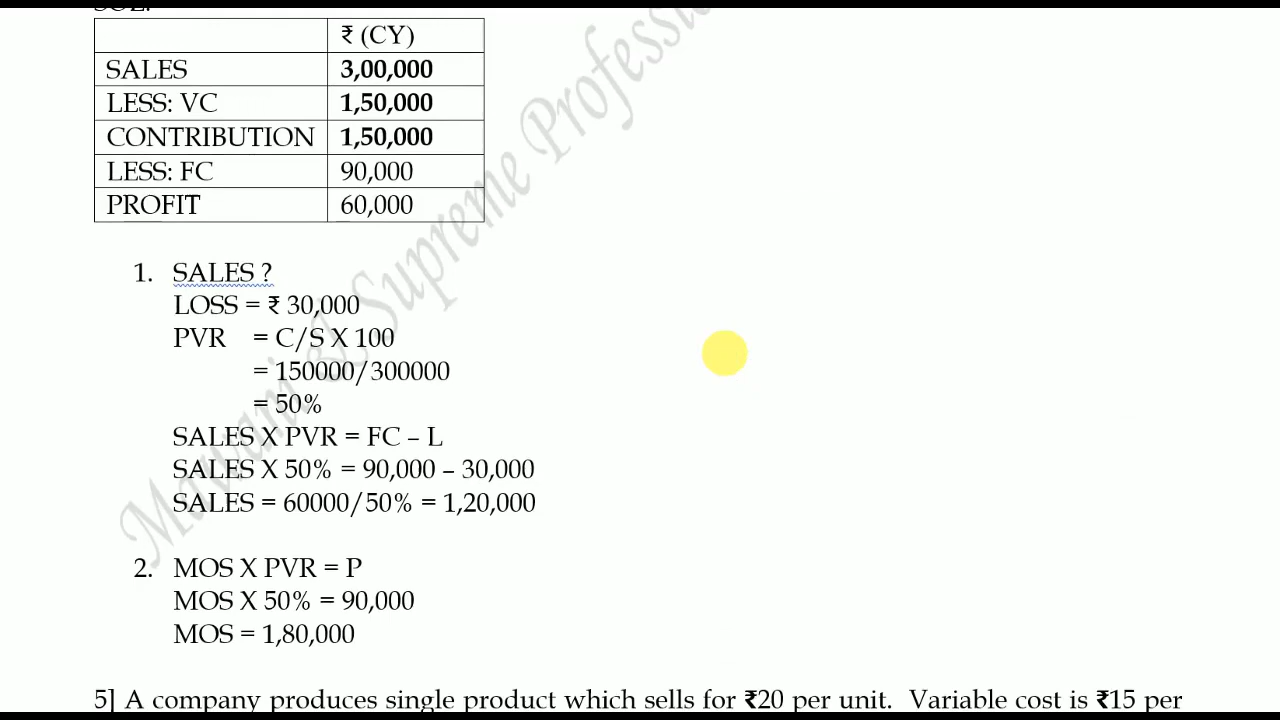 SOL:
₹ (CY)
SALES 3,00,000
LESS: VC 1,50,000
CONTRIBUTION 1,50,000
LESS: FC 90,000
PROFIT 60,000
1. SALES ?
LOSS = ₹ 30,000
PVR = C/S X 100
= 150000/300000
= 50%
SALES X PVR = FC – L
SALES X 50% = 90,000 – 30,000
SALES = 60000/50% = 1,20,000
2. MOS X PVR = P
MOS X 50% = 90,000
MOS = 1,80,000
5] A company produces single product which sells for ₹20 per unit. Variable cost is ₹15 per
& Supreme